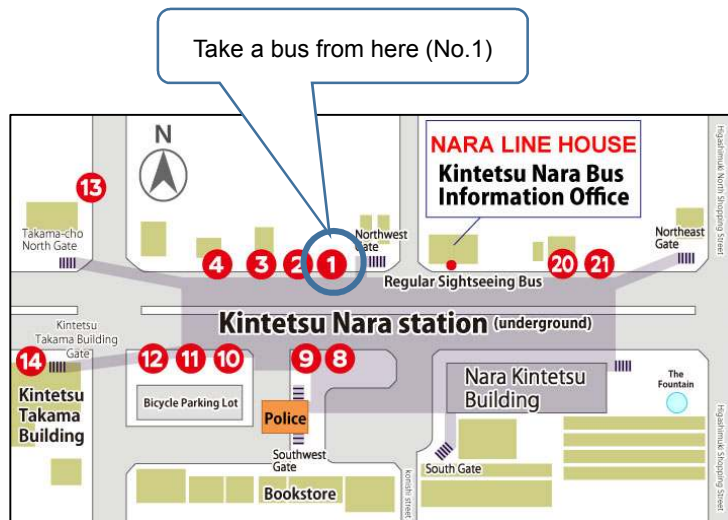 Take a bus from here (No.1)
N
NARA LINE HOUSE
Kintetsu Nara Bus
Information Office
Higashimuki North Shopping Street
13
Takama-cho
North Gate
4
3
2
1
Northwest
Gate
20
21
Northeast
Gate
Regular Sightseeing Bus
Kintetsu Nara station (underground)
Kintetsu
Takama Building
Gate
14
12
11
10
9
8
Kintetsu
Takama
Building
Bicycle Parking Lot
Police
Southwest
Gate
Nara Kintetsu
Building
The
Fountain
South Gate
Bookstore
konishi street
Higashimuki Shopping Street